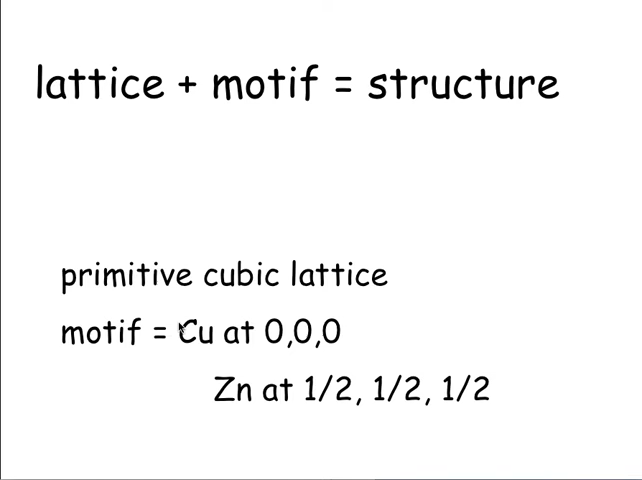 lattice + motif = structure
primitive cubic lattice
motif = Cu at 0,0,0
Zn at 1/2, 1/2, 1/2